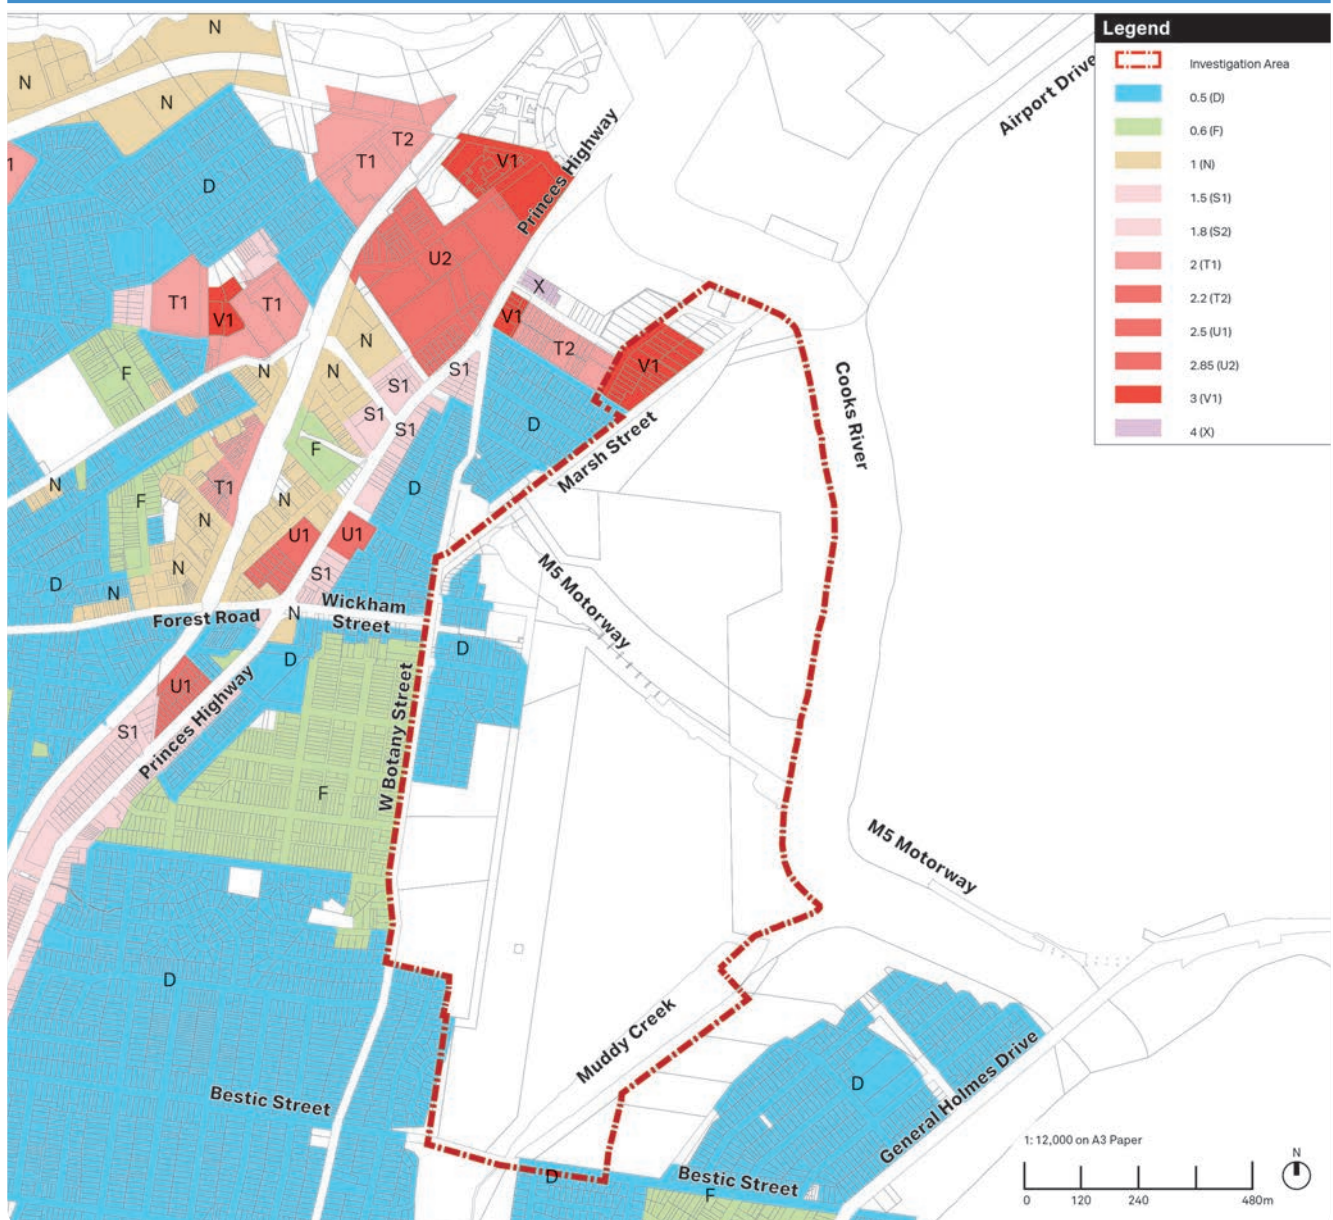 Legend
Investigation Area
0.5 (D)
0.6 (F)
1 (N)
1.5 (S1)
1.8 (S2)
2 (T1)
2.2 (T2)
2.5 (U1)
2.85 (U2)
3 (V1)
4 (X)
N
N
N
Airport Drive
T2
T1
V1
1
Princes Highway
D
U2
X
T1
T1
V1
V1
N
T2
V1
F
N
N
S1
S1
Cooks River
S1
S1
D
Marsh Street
F
N
F
T1
D
N
N
U1
U1
M5 Motorway
N
S1
D
N
Wickham
Street
Forest Road
N
D
D
U1
W Botany Street
S1
Princes Highway
F
M5 Motorway
D
Muddy Creek
General Holmes Drive
D
Bestic Street
1: 12,000 on A3 Paper
N
D
Bestic Street
F
0 120 240 480m